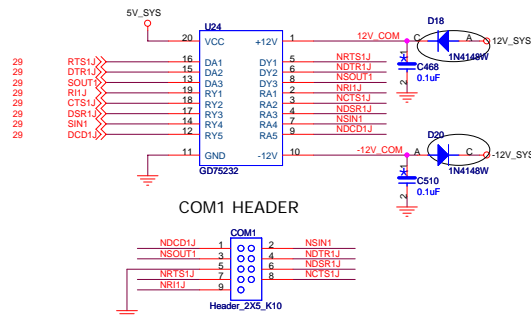 5V_SYS
U24
D18
20 VCC +12V 1
12V_COM
C A
12V_SYS
1N4148W
29 RTS1J 16 DA1 DY1 5 NRTS1J
29 DTR1J 15 DA2 DY2 6 NDTR1J
29 SOUT1 13 DA3 DY3 8 NSOUT1
29 RI1J 19 RY1 RA1 2 NRI1J
29 CTS1J 18 RY2 RA2 3 NCTS1J
29 DSR1J 17 RY3 RA3 4 NDSR1J
29 SIN1 14 RY4 RA4 7 NSIN1
29 DCD1J 12 RY5 RA5 9 NDCD1J
1
C468
0.1uF
2
11 GND -12V 10
GD75232
-12V_COM
D20
A C
-12V_SYS
1N4148W
1
C510
0.1uF
2
COM1 HEADER
COM1
NDCD1J 1 2 NSIN1
NSOUT1 3 4 NDTR1J
5 6 NDSR1J
NRTS1J 7 8 NCTS1J
NRI1J 9
Header_2X5_K10